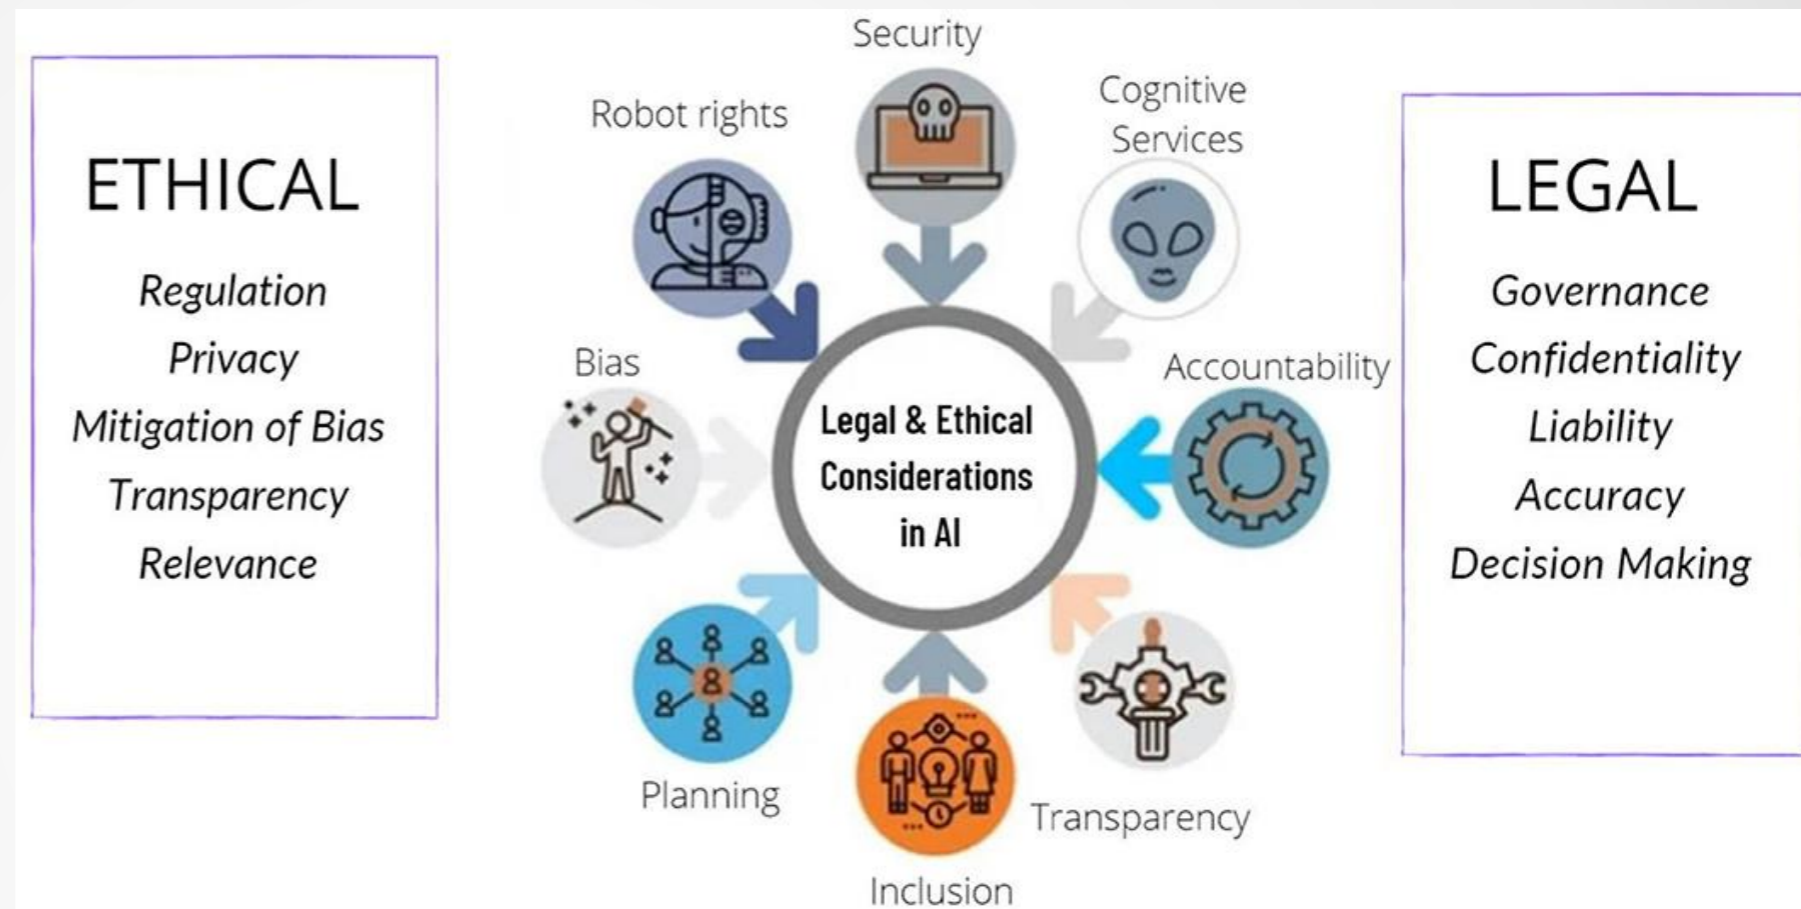 ETHICAL
Regulation
Privacy
Mitigation of Bias
Transparency
Relevance
Security
Robot rights
Cognitive
Services
Bias
Accountability
Legal & Ethical
Considerations
in AI
Planning
Transparency
Inclusion
LEGAL
Governance
Confidentiality
Liability
Accuracy
Decision Making